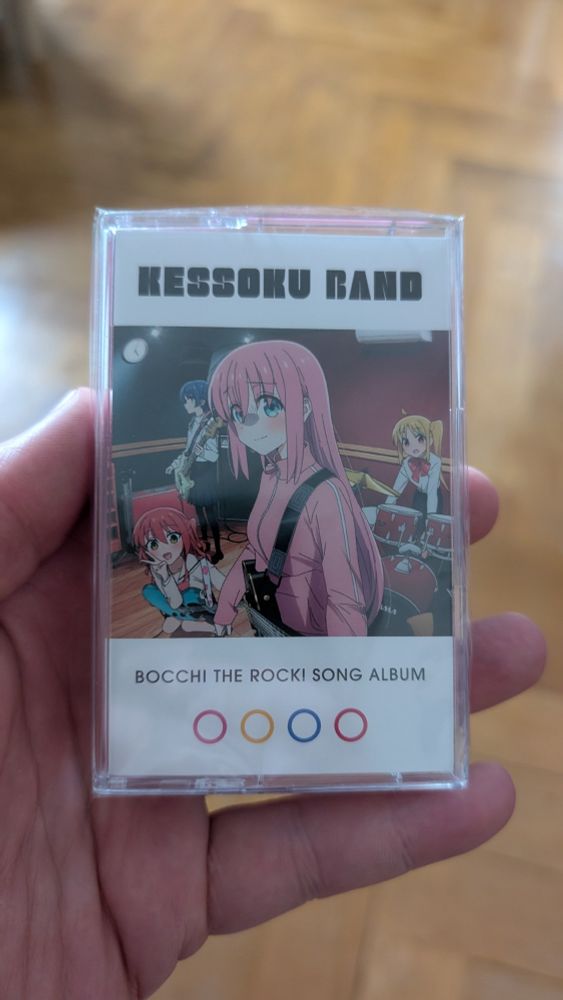 KESSOKU BAND
BOCCHI THE ROCK! SONG ALBUM